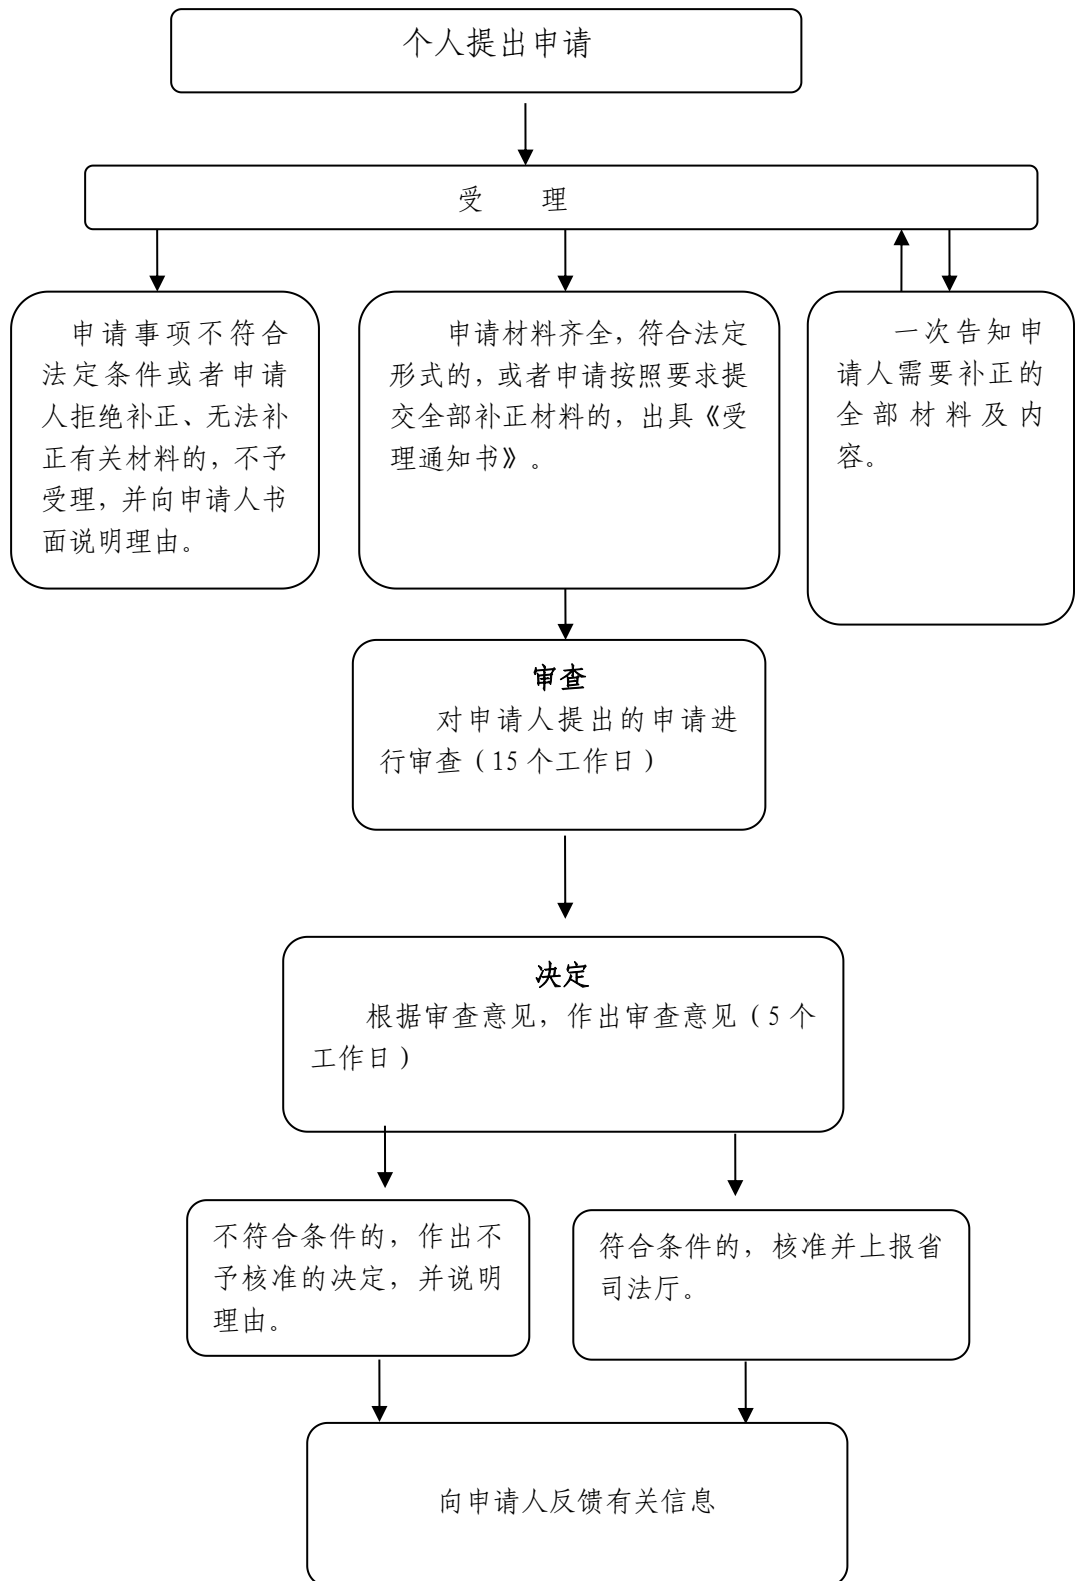 个人提出申请
受 理
申请事项不符合
法定条件或者申请
人拒绝补正、无法补
正有关材料的，不予
受理，并向申请人书
面说明理由。
申请材料齐全，符合法定
形式的，或者申请按照要求提
交全部补正材料的，出具《受
理通知书》。
一次告知申
请人需要补正的
全部材料及内
容。
审查
对申请人提出的申请进
行审查（15 个工作日）
决定
根据审查意见，作出审查意见（5 个
工作日）
不符合条件的，作出不
予核准的决定，并说明
理由。
符合条件的，核准并上报省
司法厅。
向申请人反馈有关信息